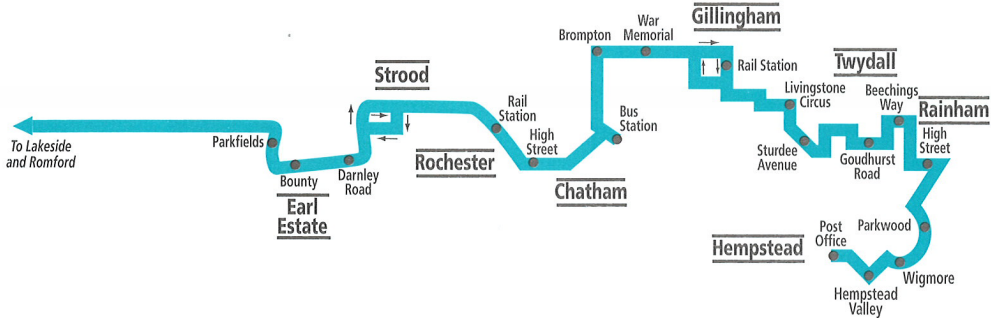 To Lakeside
and Romford
Parkfields
Bounty
Earl
Estate
Darnley
Road
Strood
Rochester
Rail
Station
High
Street
Chatham
Bus
Station
Brompton
War
Memorial
Gillingham
Rail Station
Livingstone
Circus
Sturdee
Avenue
Twydall
Goudhurst
Road
Beechings
Way
Rainham
High
Street
Parkwood
Wigmore
Hempstead
Valley
Post
Office
Hempstead